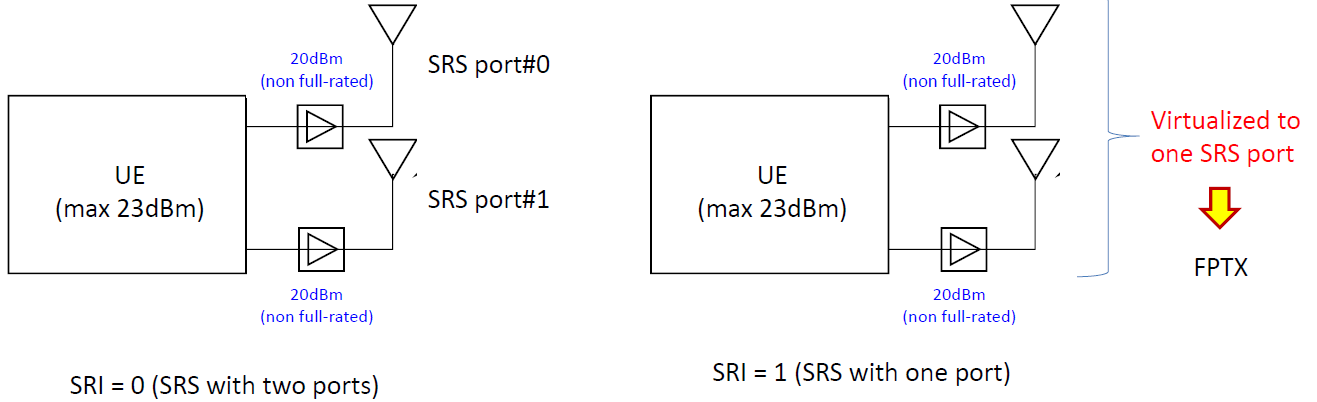 20dBm
(non full-rated)
SRS port#0
UE
(max 23dBm)
SRS port#1
20dBm
(non full-rated)
SRI = 0 (SRS with two ports)
20dBm
(non full-rated)
UE
(max 23dBm)
20dBm
(non full-rated)
Virtualized to
one SRS port
FPTX
SRI = 1 (SRS with one port)